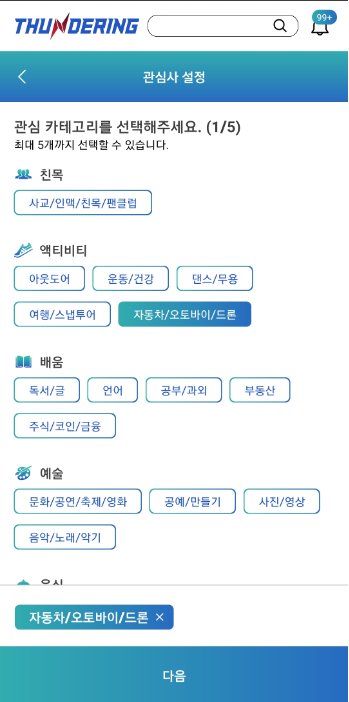 THUNDERING
99+
관심사 설정
관심 카테고리를 선택해주세요. (1/5)
최대 5개까지 선택할 수 있습니다.
친목
사교/인맥/친목/팬클럽
액티비티
아웃도어 운동/건강 댄스/무용
여행/스냅투어 자동차/오토바이/드론
배움
독서/글 언어 공부/과외 부동산
주식/코인/금융
예술
문화/공연/축제/영화 공예/만들기 사진/영상
음악/노래/악기
자동차/오토바이/드론 ×
다음